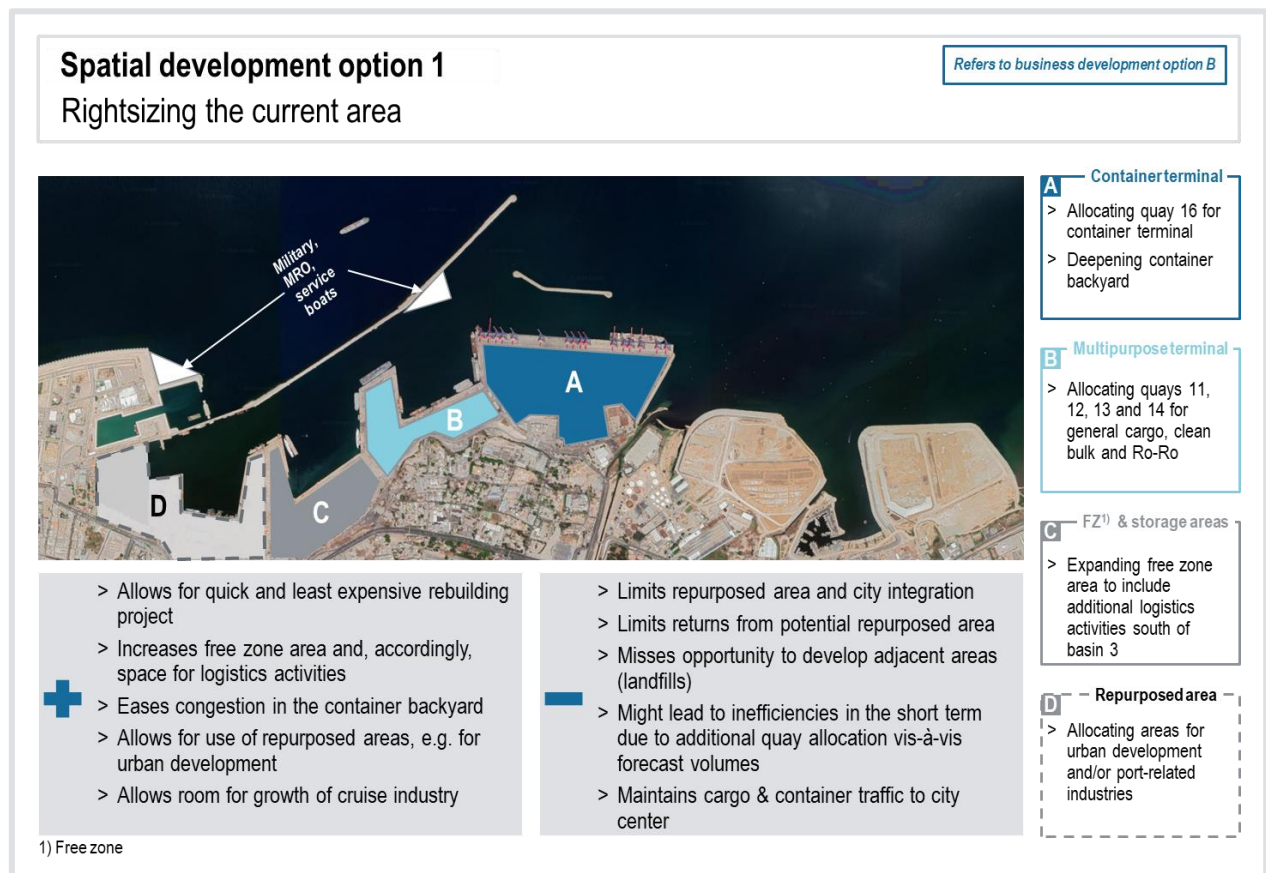 Spatial development option 1
Rightsizing the current area
Refers to business development option B
Military,
MRO,
service
boats
A
B
C
D
A Container terminal
> Allocating quay 16 for
container terminal
> Deepening container
backyard
B Multipurpose terminal
> Allocating quays 11,
12, 13 and 14 for
general cargo, clean
bulk and Ro-Ro
C FZ1) & storage areas
> Expanding free zone
area to include
additional logistics
activities south of
basin 3
D Repurposed area
> Allocating areas for
urban development
and/or port-related
industries
> Allows for quick and least expensive rebuilding
project
> Increases free zone area and, accordingly,
space for logistics activities
> Eases congestion in the container backyard
> Allows for use of repurposed areas, e.g. for
urban development
> Allows room for growth of cruise industry
> Limits repurposed area and city integration
> Limits returns from potential repurposed area
> Misses opportunity to develop adjacent areas
(landfills)
> Might lead to inefficiencies in the short term
due to additional quay allocation vis-à-vis
forecast volumes
> Maintains cargo & container traffic to city
center
1) Free zone